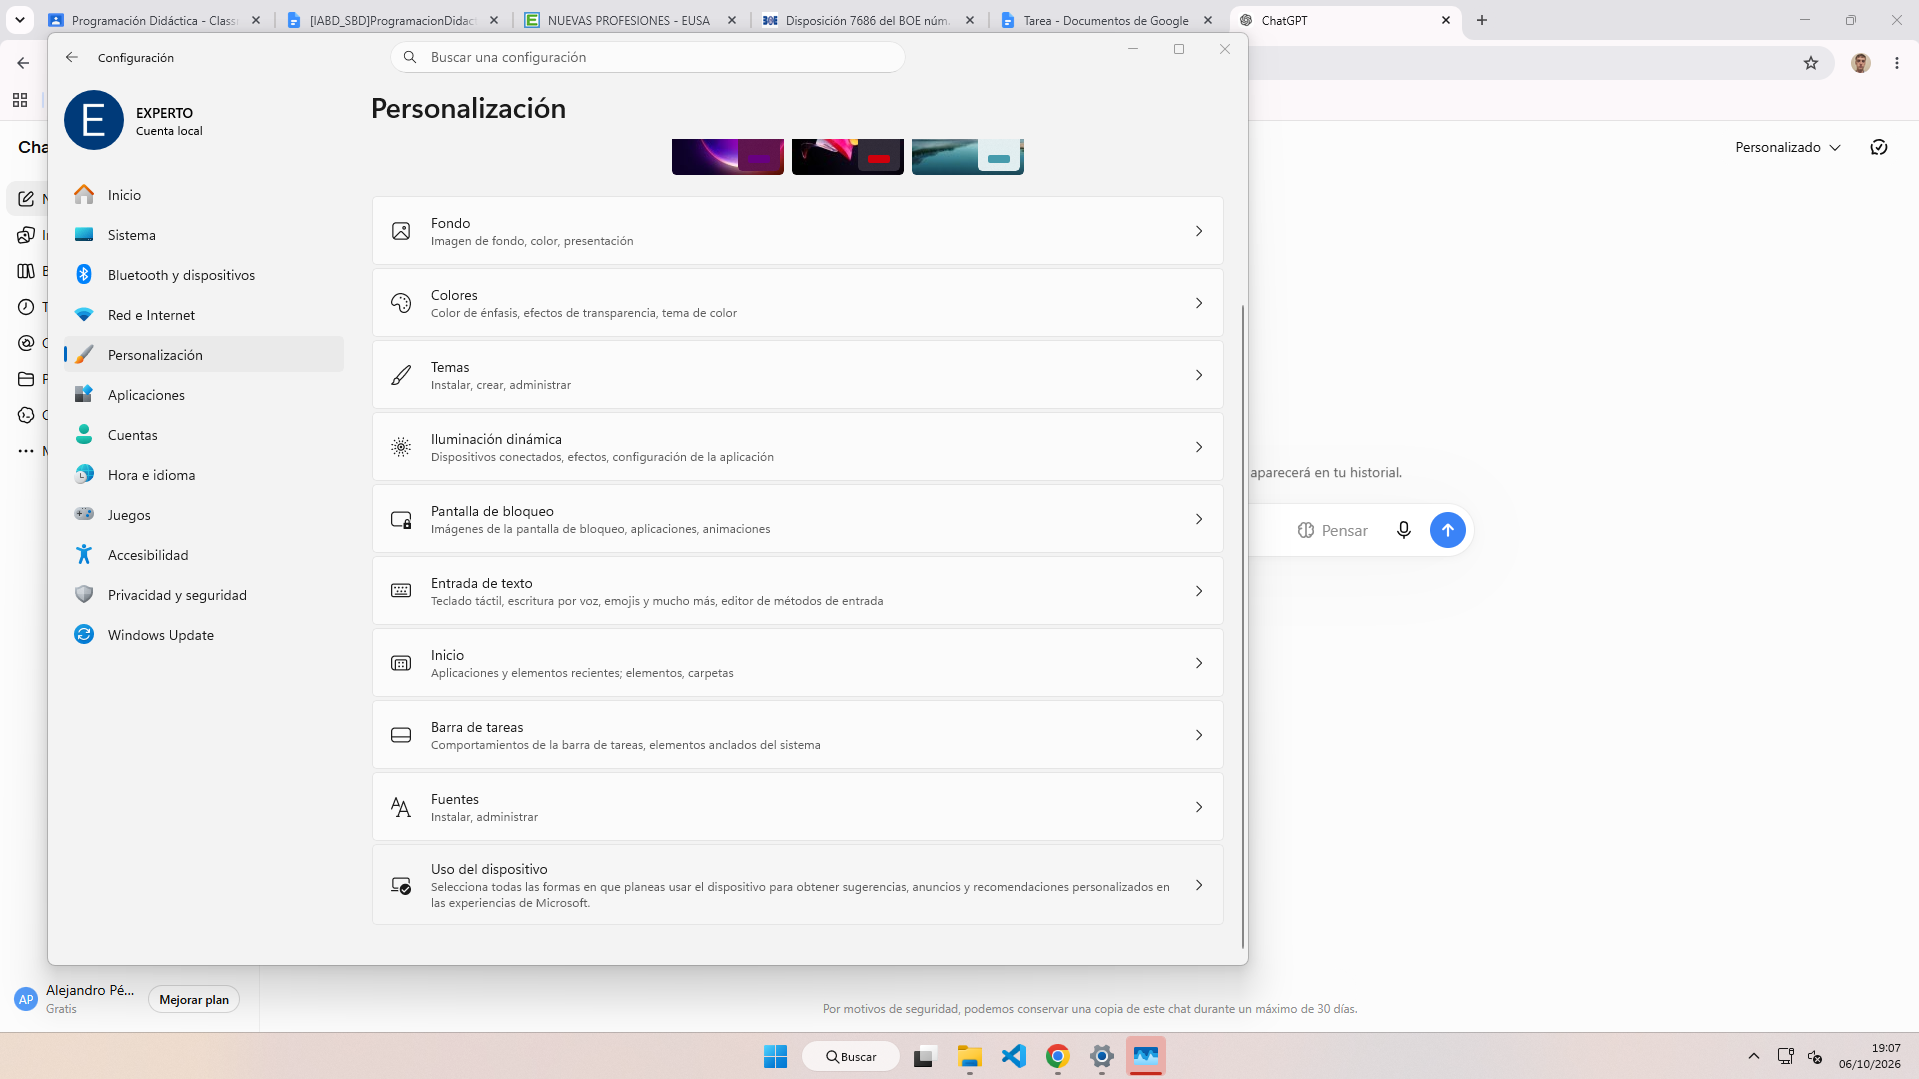 Programación Didáctica - Class
[IABD_SBD]ProgramacionDidact
NUEVAS PROFESIONES - EUSA
Disposición 7686 del BOE núm.
Tarea - Documentos de Google
ChatGPT
Configuración
Buscar una configuración
EXPERTO
Cuenta local
Personalización
Cha
Personalizado
Inicio
Sistema
Bluetooth y dispositivos
Red e Internet
Personalización
Aplicaciones
Cuentas
Hora e idioma
Juegos
Accesibilidad
Privacidad y seguridad
Windows Update
Fondo
Imagen de fondo, color, presentación
Colores
Color de énfasis, efectos de transparencia, tema de color
Temas
Instalar, crear, administrar
Iluminación dinámica
Dispositivos conectados, efectos, configuración de la aplicación
Pantalla de bloqueo
Imágenes de la pantalla de bloqueo, aplicaciones, animaciones
Entrada de texto
Teclado táctil, escritura por voz, emojis y mucho más, editor de métodos de entrada
Inicio
Aplicaciones y elementos recientes; elementos, carpetas
Barra de tareas
Comportamientos de la barra de tareas, elementos anclados del sistema
Fuentes
Instalar, administrar
Uso del dispositivo
Selecciona todas las formas en que planeas usar el dispositivo para obtener sugerencias, anuncios y recomendaciones personalizados en
las experiencias de Microsoft.
aparecerá en tu historial.
Pensar
AP
Alejandro Pé...
Gratis
Mejorar plan
Por motivos de seguridad, podemos conservar una copia de este chat durante un máximo de 30 días.
Buscar
19:07
06/10/2026